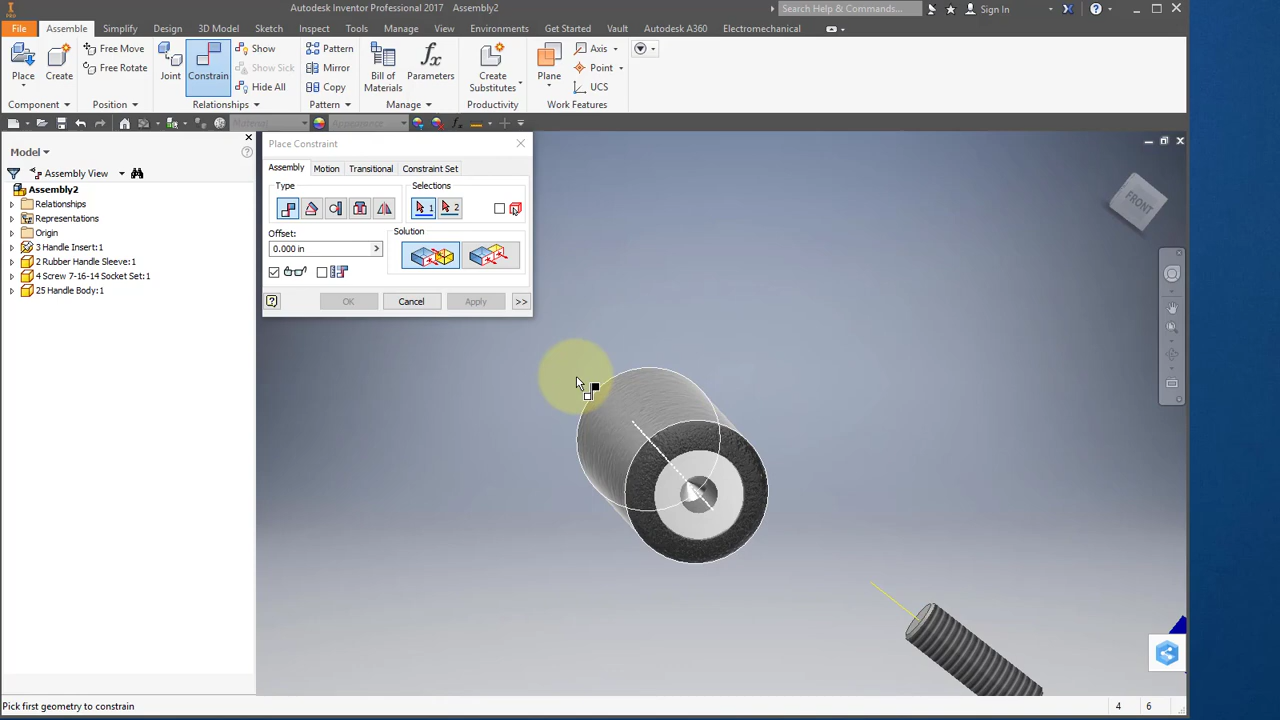 Autodesk Inventor Professional 2017 Assembly2
Search Help & Commands...
Sign In
File Assemble Simplify Design 3D Model Sketch Inspect Tools Manage View Environments Get Started Vault Autodesk A360 Electromechanical
Place
Create
Free Move
Free Rotate
Joint
Constrain
Show
Show Sick
Hide All
Pattern
Mirror
Copy
Bill of
Materials
Parameters
Create
Substitutes
Plane
Axis
Point
UCS
Component Position Relationships Pattern Manage Productivity Work Features
Material
Appearance
Model
Assembly View
Assembly2
Relationships
Representations
Origin
3 Handle Insert:1
2 Rubber Handle Sleeve:1
4 Screw 7-16-14 Socket Set:1
25 Handle Body:1
Place Constraint
Assembly Motion Transitional Constraint Set
Type
Selections
1
2
Offset:
Solution
0.000 in
OK
Cancel
Apply
>>
FRONT
Pick first geometry to constrain
4
6